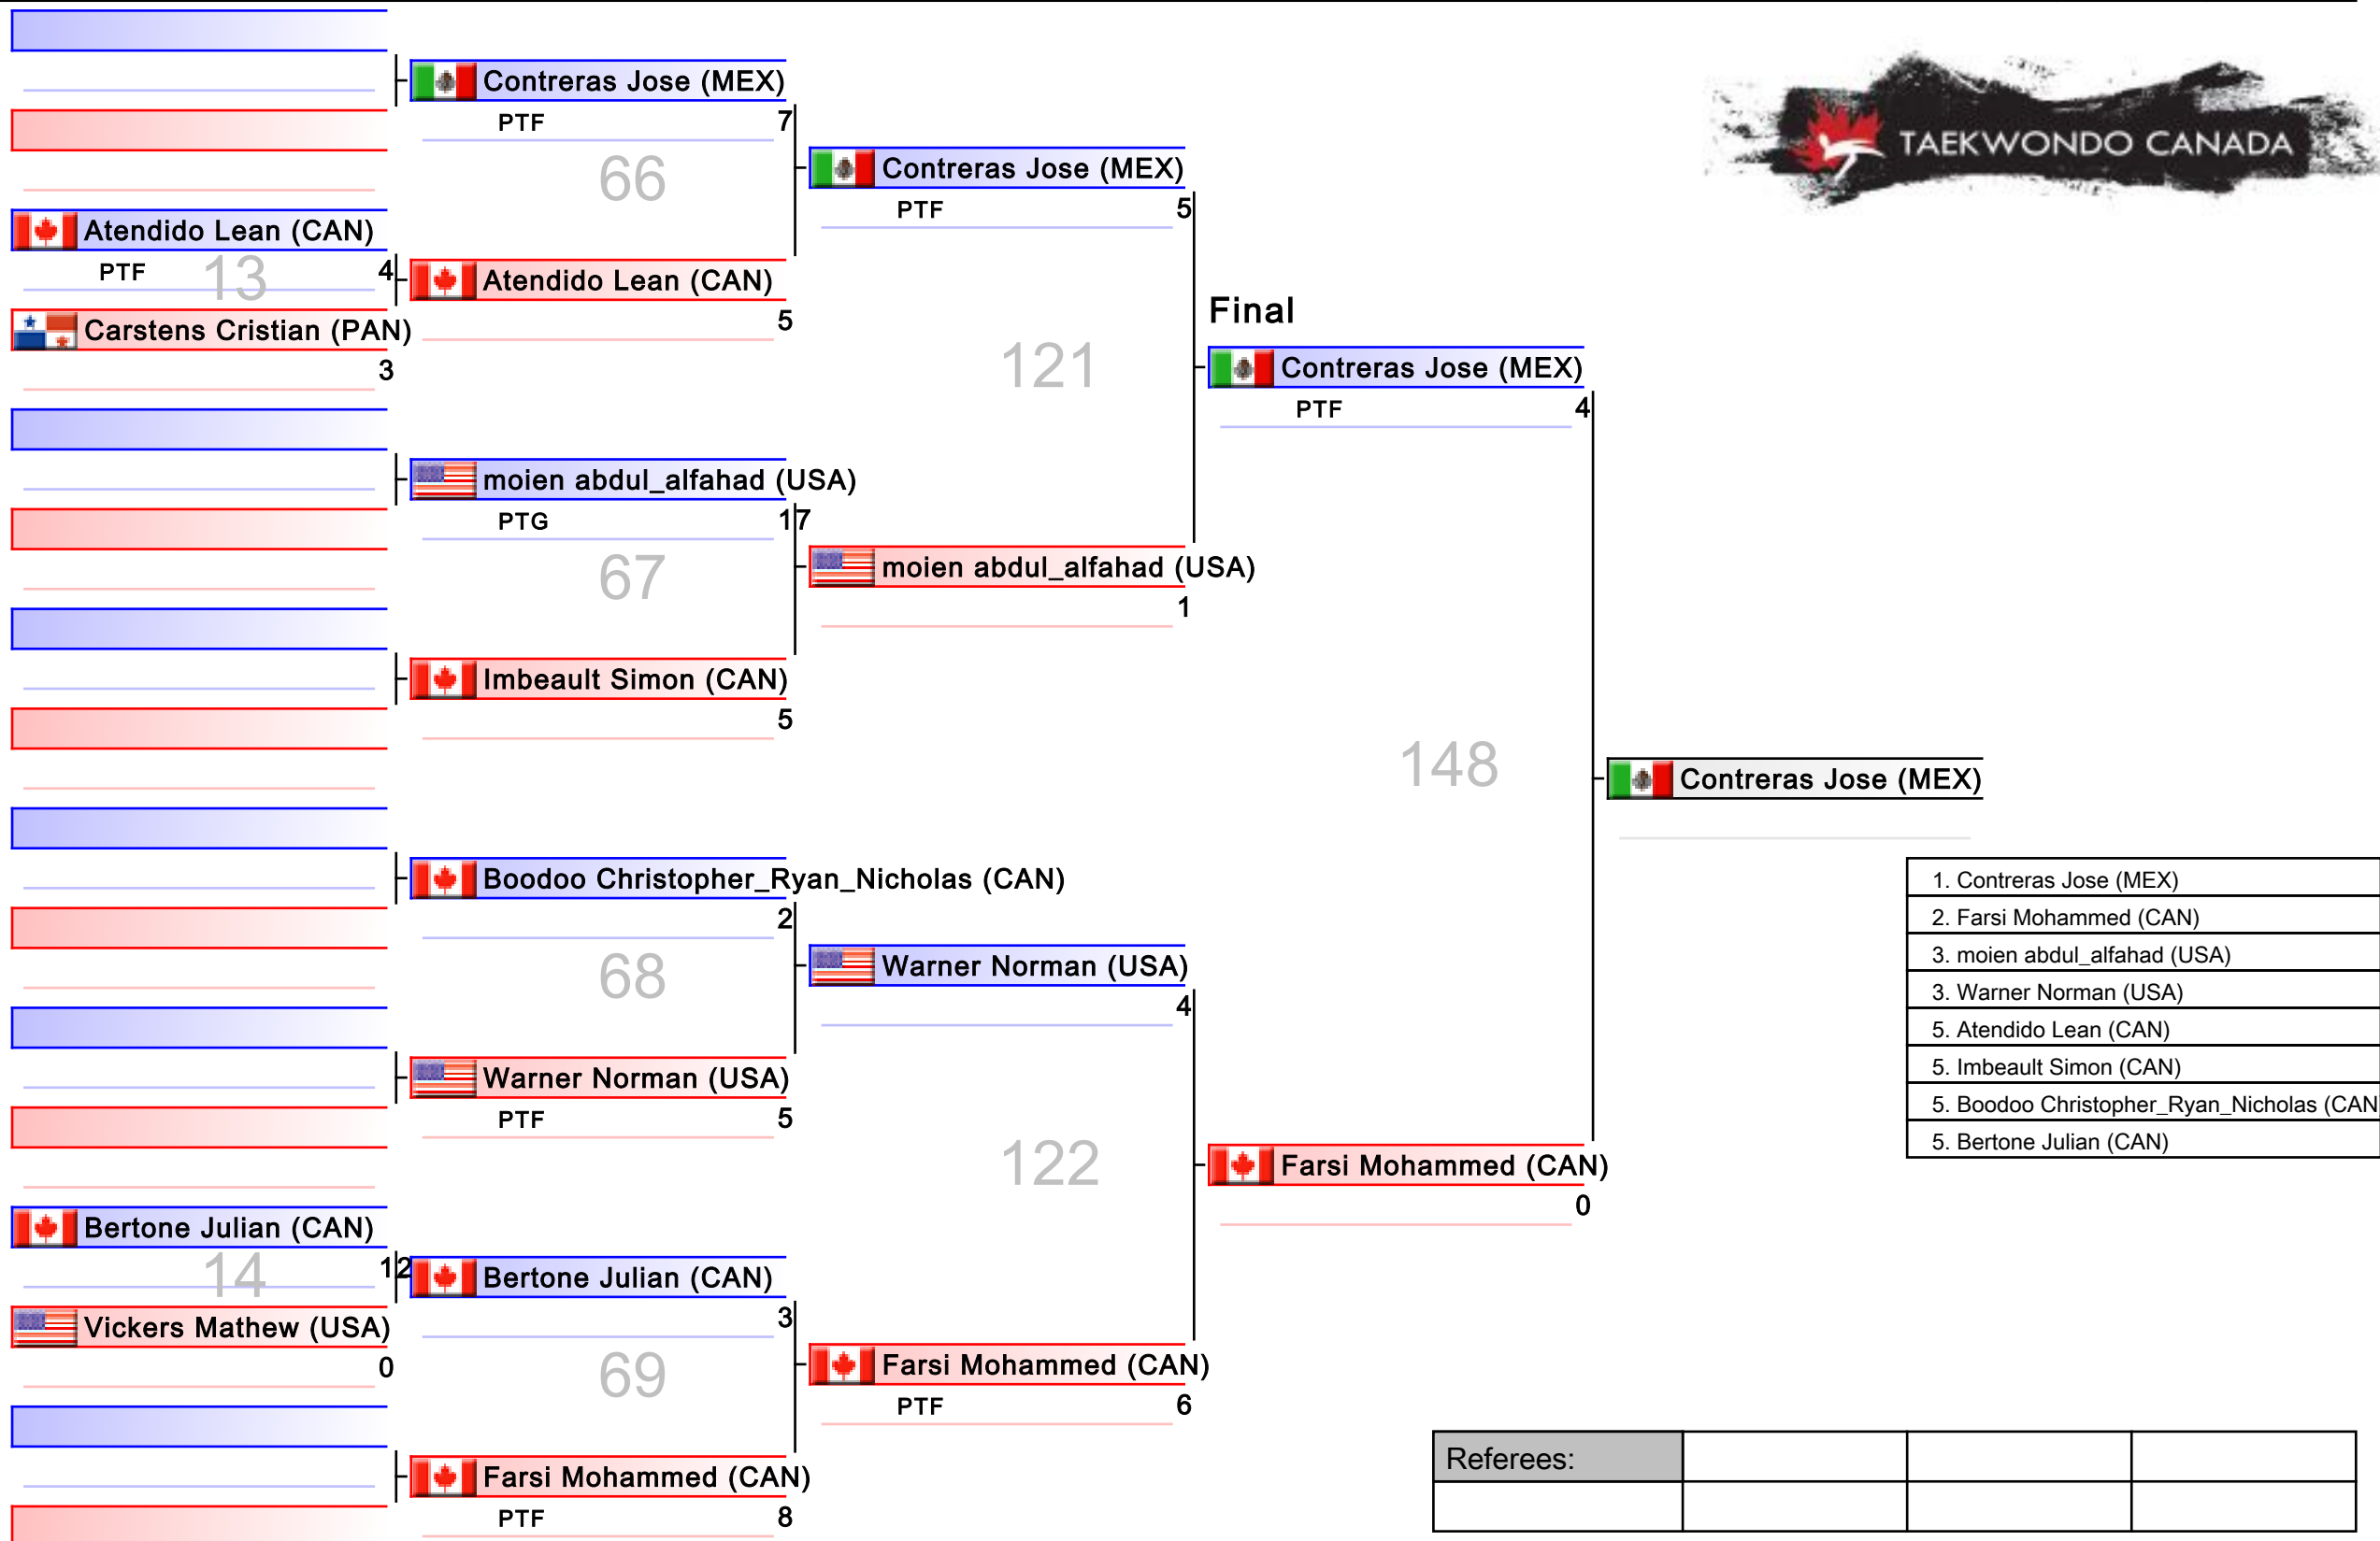 TAEKWONDO CANADA
Contreras Jose (MEX)
PTF 7
66
Atendido Lean (CAN)
PTF 4
13
Carstens Cristian (PAN)
3
Atendido Lean (CAN)
5
Contreras Jose (MEX)
PTF 5
121
moien abdul_alfahad (USA)
PTG 17
67
Imbeault Simon (CAN)
5
moien abdul_alfahad (USA)
1
Final
Contreras Jose (MEX)
PTF 4
148
Contreras Jose (MEX)
Boodoo Christopher_Ryan_Nicholas (CAN)
2
68
Warner Norman (USA)
PTF 5
Warner Norman (USA)
4
122
Farsi Mohammed (CAN)
0
Bertone Julian (CAN)
12
14
Vickers Mathew (USA)
0
Bertone Julian (CAN)
3
69
Farsi Mohammed (CAN)
PTF 8
Farsi Mohammed (CAN)
PTF 6
1. Contreras Jose (MEX)
2. Farsi Mohammed (CAN)
3. moien abdul_alfahad (USA)
3. Warner Norman (USA)
5. Atendido Lean (CAN)
5. Imbeault Simon (CAN)
5. Boodoo Christopher_Ryan_Nicholas (CAN
5. Bertone Julian (CAN)
Referees: